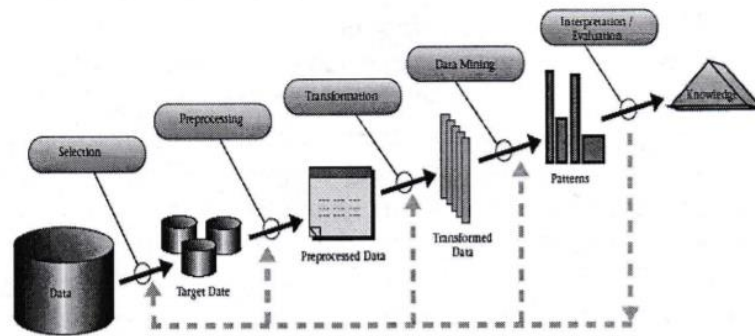 Interpretation /
Evaluation
Data Mining
Knowledge
Transformation
Preprocessing
Selection
Patterns
Transformed
Data
Preprocessed Data
Target Date
Data